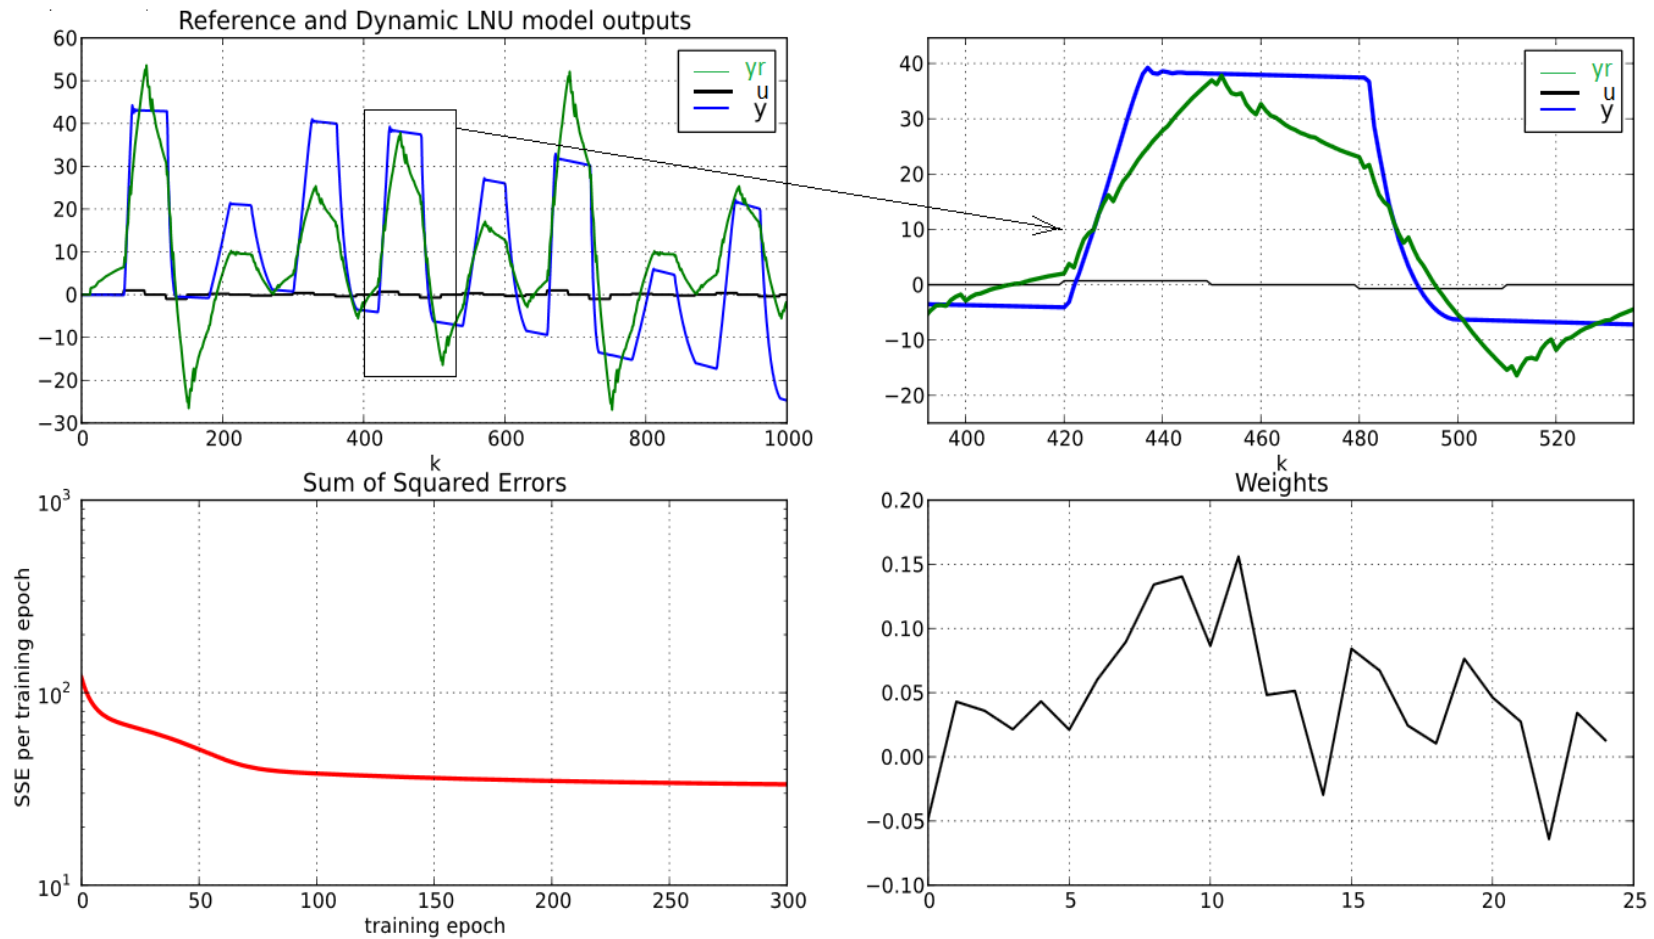 Reference and Dynamic LNU model outputs
60
50
40
30
20
10
0
−10
−20
−30
yr
u
y
0 200 400 600 800 1000
k
40
30
20
10
0
−10
−20
yr
u
y
400 420 440 460 480 500 520
k
Sum of Squared Errors
SSE per training epoch
10³
10²
10¹
0 50 100 150 200 250 300
training epoch
Weights
0.20
0.15
0.10
0.05
0.00
−0.05
−0.10
0 5 10 15 20 25